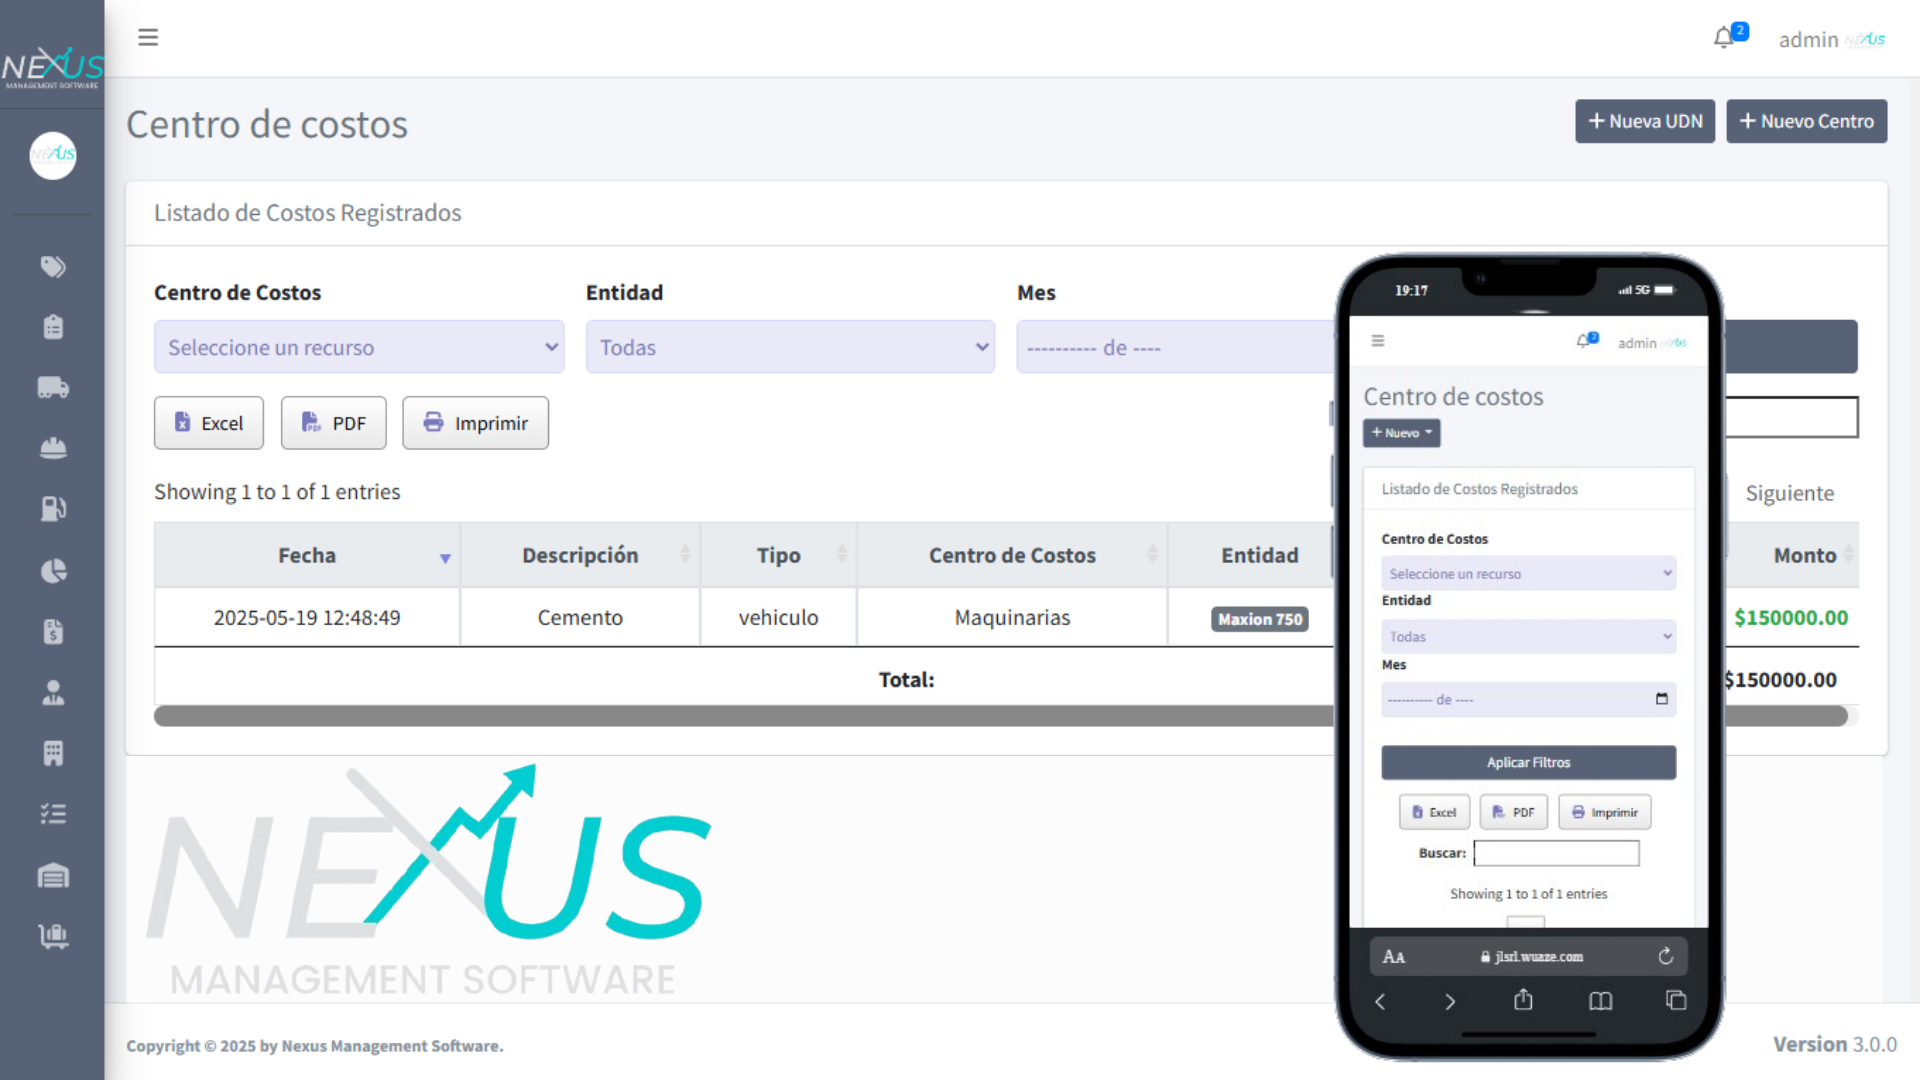 NEXUS
MANAGEMENT SOFTWARE
2
admin NEXUS
NEXUS
Centro de costos
+ Nueva UDN
+ Nuevo Centro
Listado de Costos Registrados
Centro de Costos
Entidad
Mes
Seleccione un recurso
Todas
---------- de ----
Excel
PDF
Imprimir
Showing 1 to 1 of 1 entries
Siguiente
Fecha
Descripción
Tipo
Centro de Costos
Entidad
Monto
2025-05-19 12:48:49
Cemento
vehiculo
Maquinarias
Maxion 750
$150000.00
Total:
$150000.00
NEXUS
MANAGEMENT SOFTWARE
Copyright © 2025 by Nexus Management Software.
Version 3.0.0
19:17
5G
2
admin NEXUS
Centro de costos
+ Nuevo
Listado de Costos Registrados
Centro de Costos
Seleccione un recurso
Entidad
Todas
Mes
---------- de ----
Aplicar Filtros
Excel
PDF
Imprimir
Buscar:
Showing 1 to 1 of 1 entries
AA
jlsrl.wuaze.com